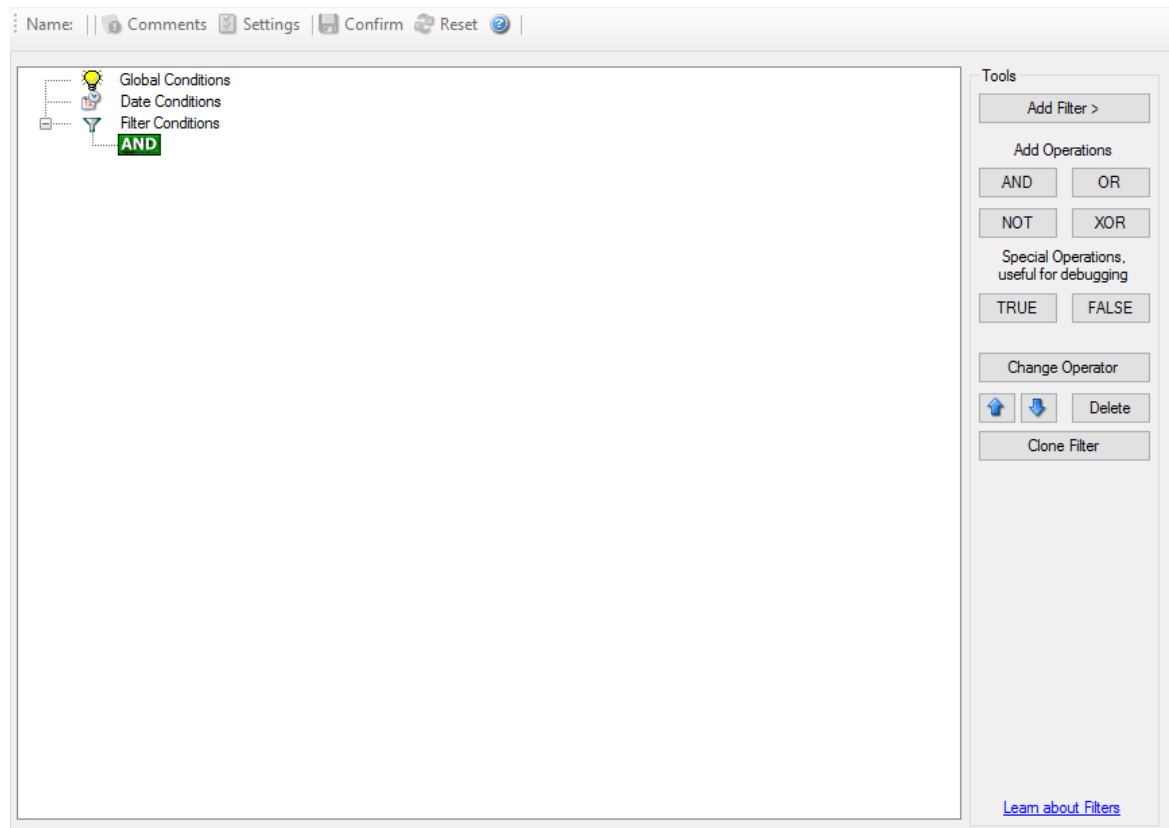 Name: Comments Settings Confirm Reset
Global Conditions
Date Conditions
Filter Conditions
AND
Tools
Add Filter >
Add Operations
AND OR
NOT XOR
Special Operations,
useful for debugging
TRUE FALSE
Change Operator
Delete
Clone Filter
Learn about Filters